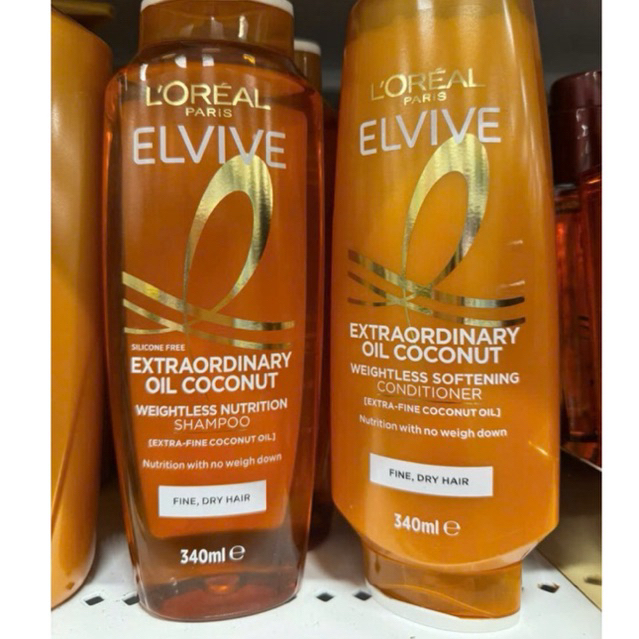 L'ORÉAL
PARIS
ELVIVE
SILICONE FREE
EXTRAORDINARY
OIL COCONUT
WEIGHTLESS NUTRITION
SHAMPOO
[EXTRA-FINE COCONUT OIL]
Nutrition with no weigh down
FINE, DRY HAIR
340ml e
L'ORÉAL
PARIS
ELVIVE
EXTRAORDINARY
OIL COCONUT
WEIGHTLESS SOFTENING
CONDITIONER
[EXTRA-FINE COCONUT OIL]
Nutrition with no weigh down
FINE, DRY HAIR
340ml e